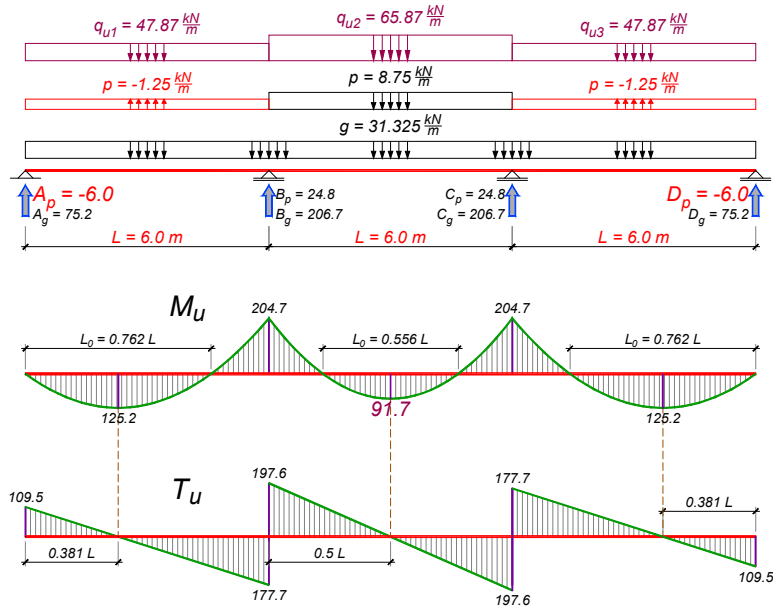 q_u1 = 47.87 kN/m q_u2 = 65.87 kN/m q_u3 = 47.87 kN/m
p = -1.25 kN/m p = 8.75 kN/m p = -1.25 kN/m
g = 31.325 kN/m
A_p = -6.0 B_p = 24.8 C_p = 24.8 D_p = -6.0
A_g = 75.2 B_g = 206.7 C_g = 206.7 D_g = 75.2
L = 6.0 m L = 6.0 m L = 6.0 m
M_u 204.7 204.7
L_0 = 0.762 L L_0 = 0.556 L L_0 = 0.762 L
125.2 91.7 125.2
T_u 109.5 197.6 177.7
0.381 L
0.381 L 0.5 L
177.7 197.6 109.5